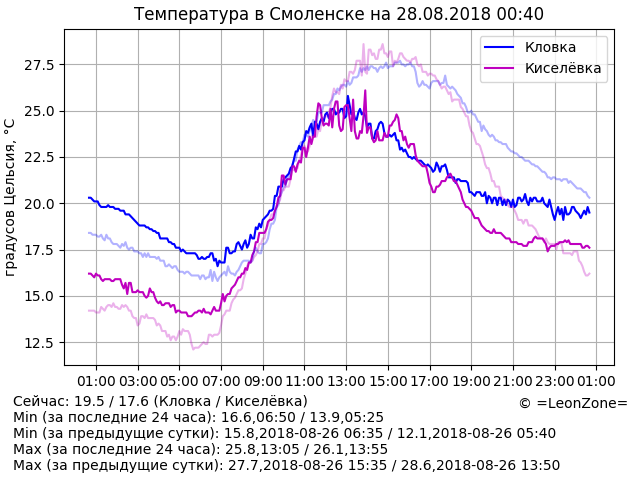 Температура в Смоленске на 28.08.2018 00:40
градусов Цельсия, °C
27.5
25.0
22.5
20.0
17.5
15.0
12.5
Кловка
Киселёвка
01:00 03:00 05:00 07:00 09:00 11:00 13:00 15:00 17:00 19:00 21:00 23:00 01:00
Сейчас: 19.5 / 17.6 (Кловка / Киселёвка)
© =LeonZone=
Min (за последние 24 часа): 16.6,06:50 / 13.9,05:25
Min (за предыдущие сутки): 15.8,2018-08-26 06:35 / 12.1,2018-08-26 05:40
Max (за последние 24 часа): 25.8,13:05 / 26.1,13:55
Max (за предыдущие сутки): 27.7,2018-08-26 15:35 / 28.6,2018-08-26 13:50